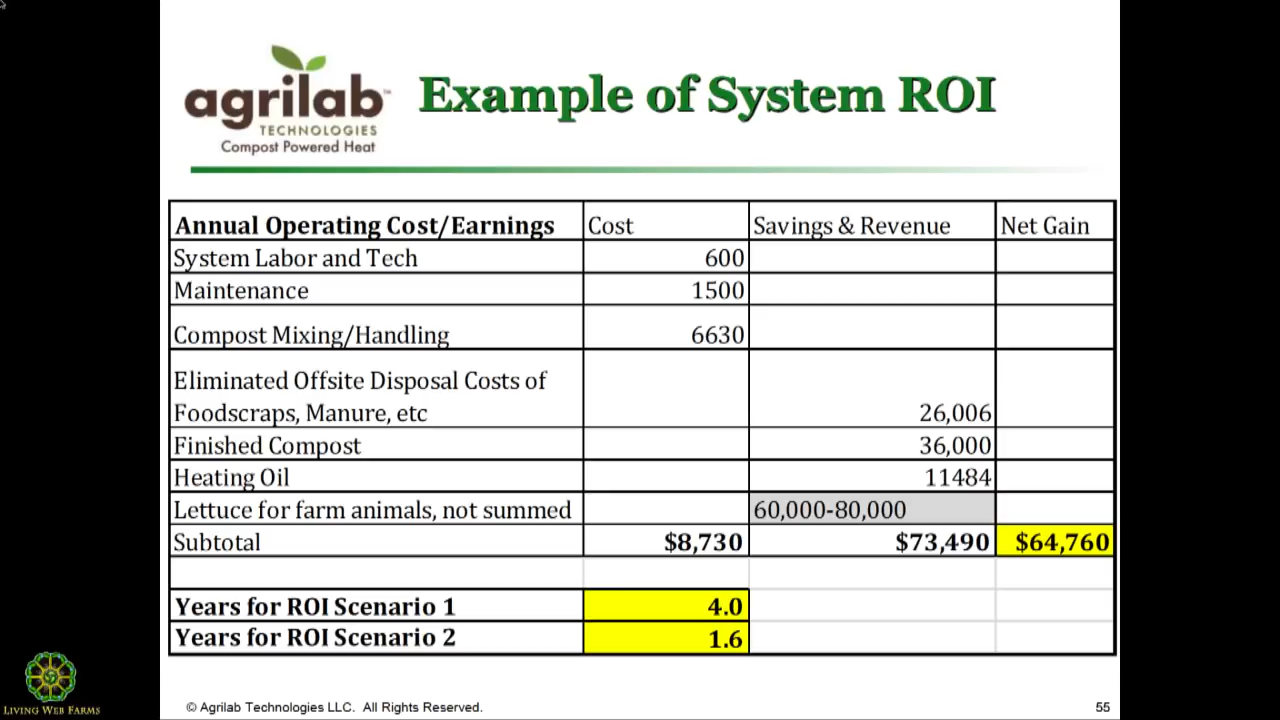 agrilab™
TECHNOLOGIES
Compost Powered Heat
Example of System ROI
Annual Operating Cost/Earnings Cost Savings & Revenue Net Gain
System Labor and Tech 600
Maintenance 1500
Compost Mixing/Handling 6630
Eliminated Offsite Disposal Costs of
Foodscraps, Manure, etc 26,006
Finished Compost 36,000
Heating Oil 11484
Lettuce for farm animals, not summed 60,000-80,000
Subtotal $8,730 $73,490 $64,760
Years for ROI Scenario 1 4.0
Years for ROI Scenario 2 1.6
LIVING WEB FARMS
© Agrilab Technologies LLC. All Rights Reserved. 55